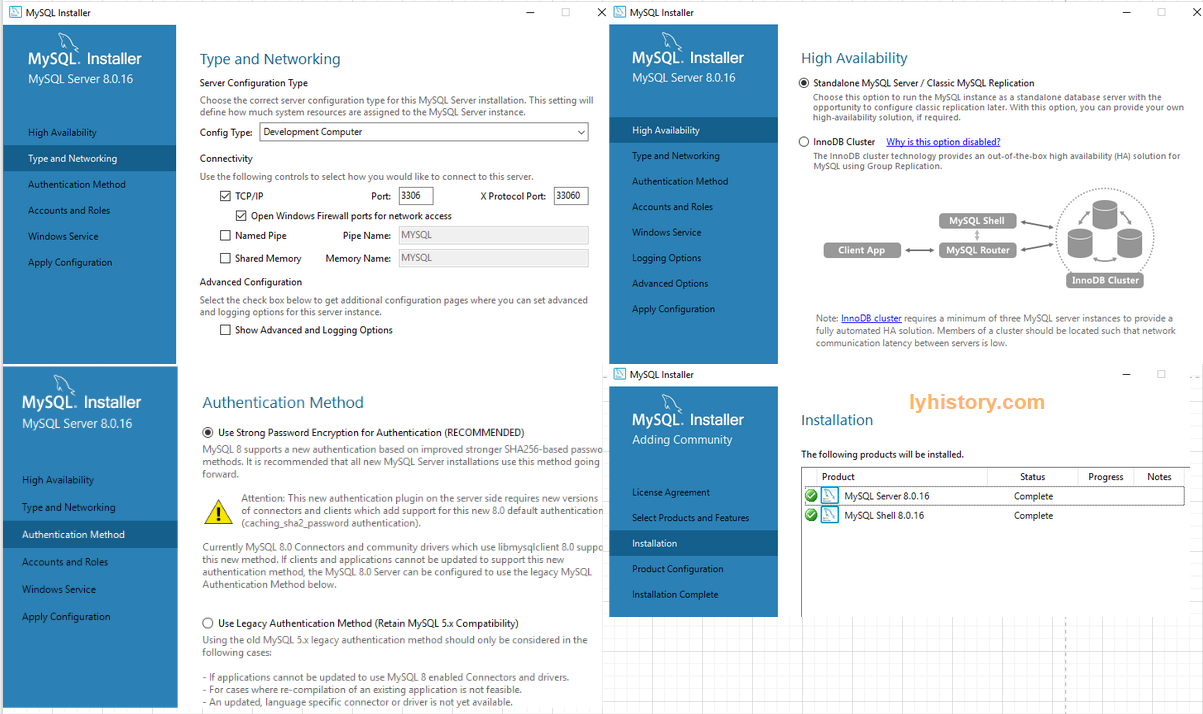 MySQL Installer
MySQL. Installer
MySQL Server 8.0.16
High Availability
Type and Networking
Authentication Method
Accounts and Roles
Windows Service
Apply Configuration
Type and Networking
Server Configuration Type
Choose the correct server configuration type for this MySQL Server installation. This setting will
define how much system resources are assigned to the MySQL Server instance.
Config Type: Development Computer
Connectivity
Use the following controls to select how you would like to connect to this server.
TCP/IP Port: 3306 X Protocol Port: 33060
Open Windows Firewall ports for network access
Named Pipe Pipe Name: MYSQL
Shared Memory Memory Name: MYSQL
Advanced Configuration
Select the check box below to get additional configuration pages where you can set advanced
and logging options for this server instance.
Show Advanced and Logging Options
MySQL Installer
MySQL. Installer
MySQL Server 8.0.16
High Availability
Type and Networking
Authentication Method
Accounts and Roles
Windows Service
Logging Options
Advanced Options
Apply Configuration
High Availability
Standalone MySQL Server / Classic MySQL Replication
Choose this option to run the MySQL instance as a standalone database server with the
opportunity to configure classic replication later. With this option, you can provide your own
high-availability solution, if required.
InnoDB Cluster Why is this option disabled?
The InnoDB cluster technology provides an out-of-the-box high availability (HA) solution for
MySQL using Group Replication.
MySQL Shell
Client App
MySQL Router
InnoDB Cluster
Note: InnoDB cluster requires a minimum of three MySQL server instances to provide a
fully automated HA solution. Members of a cluster should be located such that network
communication latency between servers is low.
MySQL. Installer
MySQL Server 8.0.16
High Availability
Type and Networking
Authentication Method
Accounts and Roles
Windows Service
Apply Configuration
Authentication Method
Use Strong Password Encryption for Authentication (RECOMMENDED)
MySQL 8 supports a new authentication based on improved stronger SHA256-based passwo
methods. It is recommended that all new MySQL Server installations use this method going
forward.
Attention: This new authentication plugin on the server side requires new versions
of connectors and clients which add support for this new 8.0 default authentication
(caching_sha2_password authentication).
Currently MySQL 8.0 Connectors and community drivers which use libmysqlclient 8.0 suppo
this new method. If clients and applications cannot be updated to support this new
authentication method, the MySQL 8.0 Server can be configured to use the legacy MySQL
Authentication Method below.
Use Legacy Authentication Method (Retain MySQL 5.x Compatibility)
Using the old MySQL 5.x legacy authentication method should only be considered in the
following cases:
- If applications cannot be updated to use MySQL 8 enabled Connectors and drivers.
- For cases where re-compilation of an existing application is not feasible.
- An updated, language specific connector or driver is not yet available.
MySQL Installer
MySQL. Installer
Adding Community
License Agreement
Select Products and Features
Installation
Product Configuration
Installation Complete
lyhistory.com
Installation
The following products will be installed.
Product Status Progress Notes
MySQL Server 8.0.16 Complete
MySQL Shell 8.0.16 Complete